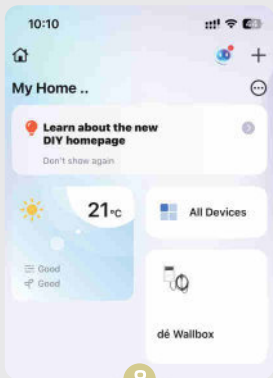 10:10
My Home ..
Learn about the new
DIY homepage
Don't show again
21°C
All Devices
Good
Good
dé Wallbox